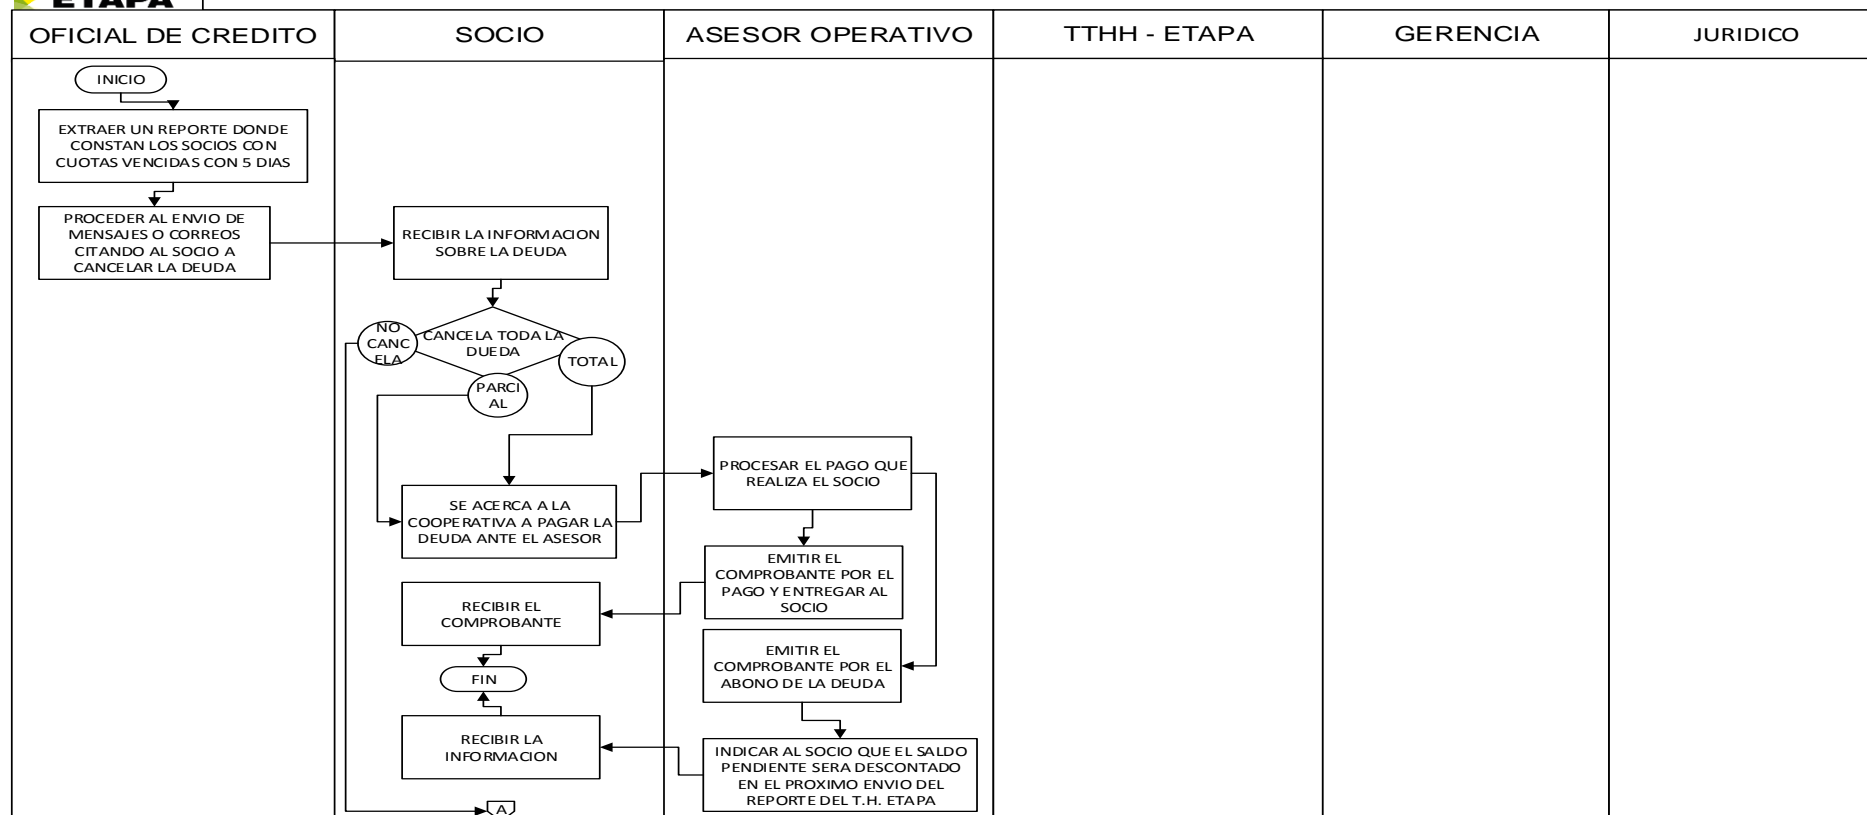 ETAPA
OFICIAL DE CREDITO
SOCIO
ASESOR OPERATIVO
TTHH - ETAPA
GERENCIA
JURIDICO
INICIO
EXTRAER UN REPORTE DONDE
CONSTAN LOS SOCIOS CON
CUOTAS VENCIDAS CON 5 DIAS
PROCEDER AL ENVIO DE
MENSAJES O CORREOS
CITANDO AL SOCIO A
CANCELAR LA DEUDA
RECIBIR LA INFORMACION
SOBRE LA DEUDA
CANCELA TODA LA
DUEDA
NO
CANC
ELA
PARCI
AL
TOTAL
SE ACERCA A LA
COOPERATIVA A PAGAR LA
DEUDA ANTE EL ASESOR
PROCESAR EL PAGO QUE
REALIZA EL SOCIO
EMITIR EL
COMPROBANTE POR EL
PAGO Y ENTREGAR AL
SOCIO
RECIBIR EL
COMPROBANTE
EMITIR EL
COMPROBANTE POR EL
ABONO DE LA DEUDA
FIN
RECIBIR LA
INFORMACION
INDICAR AL SOCIO QUE EL SALDO
PENDIENTE SERA DESCONTADO
EN EL PROXIMO ENVIO DEL
REPORTE DEL T.H. ETAPA
A